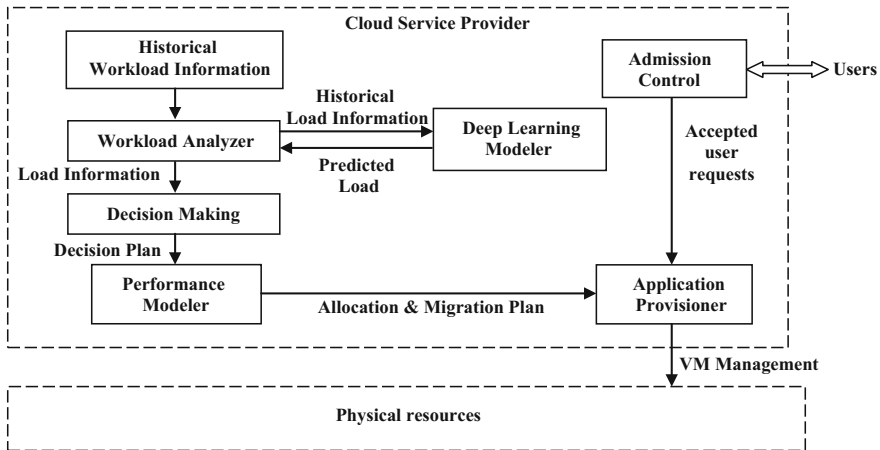 Cloud Service Provider
Historical
Workload Information
Admission
Control
Users
Historical
Load Information
Workload Analyzer
Deep Learning
Modeler
Accepted
user
requests
Predicted
Load
Load Information
Decision Making
Decision Plan
Performance
Modeler
Allocation & Migration Plan
Application
Provisioner
VM Management
Physical resources